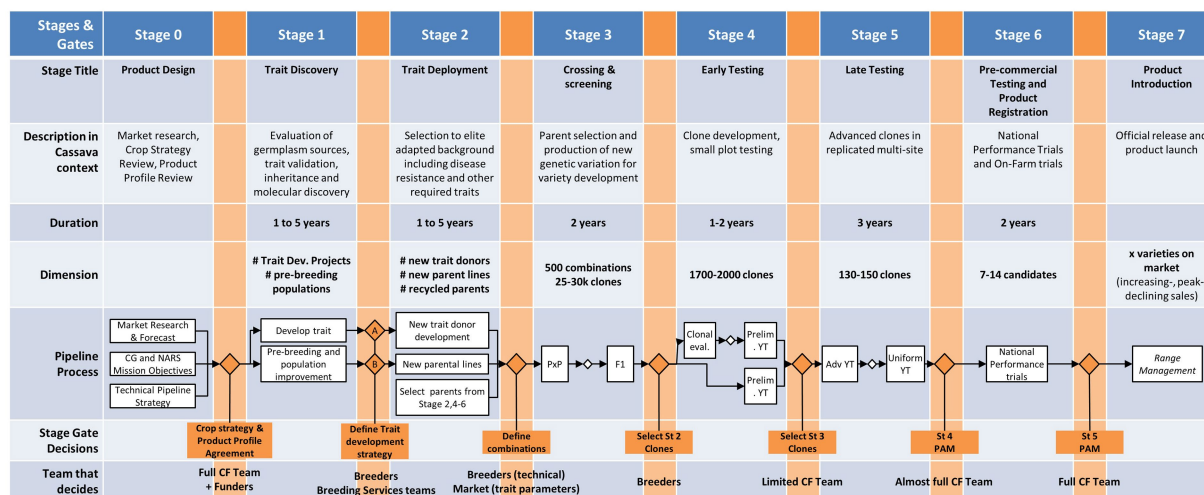 Stages &
Gates
Stage 0
Stage 1
Stage 2
Stage 3
Stage 4
Stage 5
Stage 6
Stage 7
Stage Title
Product Design
Trait Discovery
Trait Deployment
Crossing &
screening
Early Testing
Late Testing
Pre-commercial
Testing and
Product
Registration
Product
Introduction
Description in
Cassava
context
Market research,
Crop Strategy
Review, Product
Profile Review
Evaluation of
germplasm sources,
trait validation,
inheritance and
molecular discovery
Selection to elite
adapted background
including disease
resistance and other
required traits
Parent selection and
production of new
genetic variation for
variety development
Clone development,
small plot testing
Advanced clones in
replicated multi-site
National
Performance Trials
and On-Farm trials
Official release and
product launch
Duration
1 to 5 years
1 to 5 years
2 years
1-2 years
3 years
2 years
Dimension
# Trait Dev. Projects
# pre-breeding
populations
# new trait donors
# new parent lines
# recycled parents
500 combinations
25-30k clones
1700-2000 clones
130-150 clones
7-14 candidates
x varieties on
market
(increasing-, peak-
declining sales)
Pipeline
Process
Market Research
& Forecast
CG and NARS
Mission Objectives
Technical Pipeline
Strategy
Develop trait
Pre-breeding and
population
improvement
A
B
New trait donor
development
New parental lines
Select parents from
Stage 2,4-6
PxP
F1
Clonal
eval.
Prelim
. YT
Prelim
. YT
Adv YT
Uniform
YT
National
Performance
trials
Range
Management
Stage Gate
Decisions
Crop strategy &
Product Profile
Agreement
Define Trait
development
strategy
Define
combinations
Select St 2
Clones
Select St 3
Clones
St 4
PAM
St 5
PAM
Team that
decides
Full CF Team
+ Funders
Breeders
Breeding Services teams
Breeders (technical)
Market (trait parameters)
Breeders
Limited CF Team
Almost full CF Team
Full CF Team